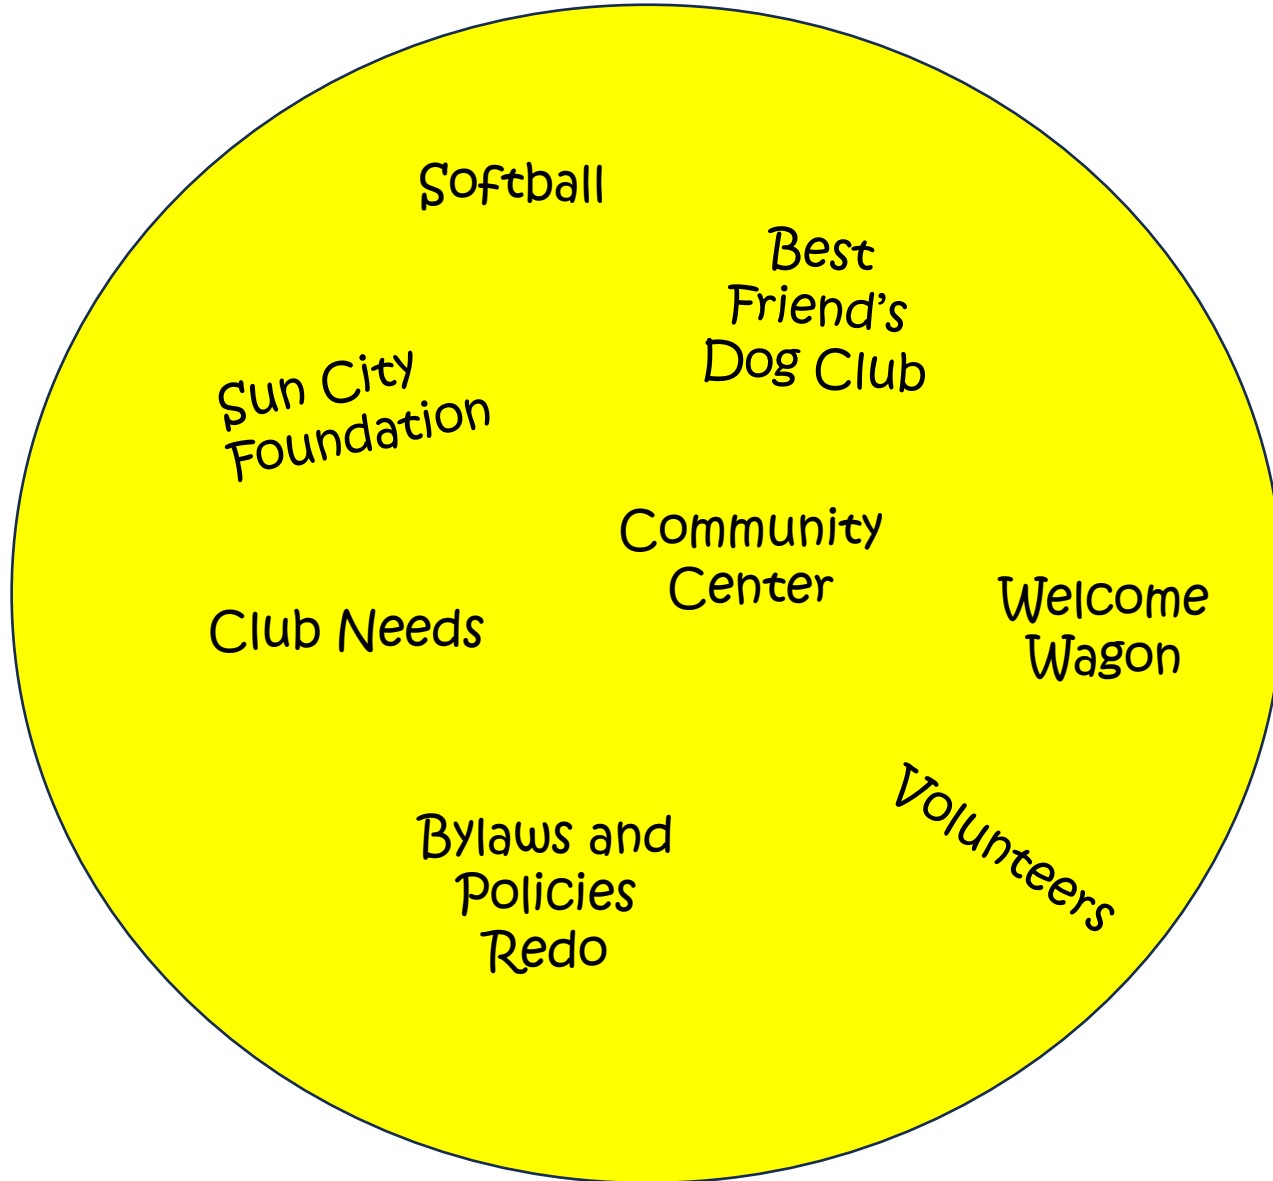 Softball
Best
Friend’s
Dog Club
Sun City
Foundation
Community
Center
Welcome
Wagon
Club Needs
Volunteers
Bylaws and
Policies
Redo